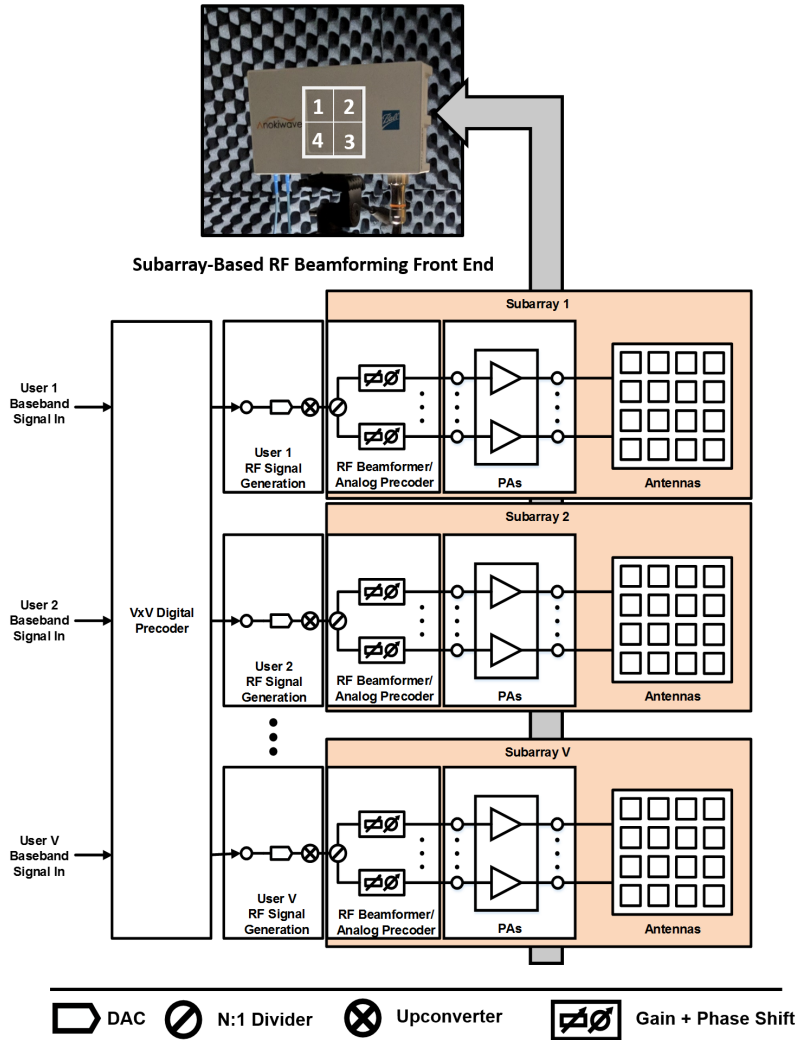 Anokiwave
1 2
4 3
Ball
Subarray-Based RF Beamforming Front End
Subarray 1
User 1
Baseband
Signal In
User 1
RF Signal
Generation
RF Beamformer/
Analog Precoder
PAs
Antennas
Subarray 2
User 2
Baseband
Signal In
VxV Digital
Precoder
User 2
RF Signal
Generation
RF Beamformer/
Analog Precoder
PAs
Antennas
Subarray V
User V
Baseband
Signal In
User V
RF Signal
Generation
RF Beamformer/
Analog Precoder
PAs
Antennas
DAC
N:1 Divider
Upconverter
Gain + Phase Shift